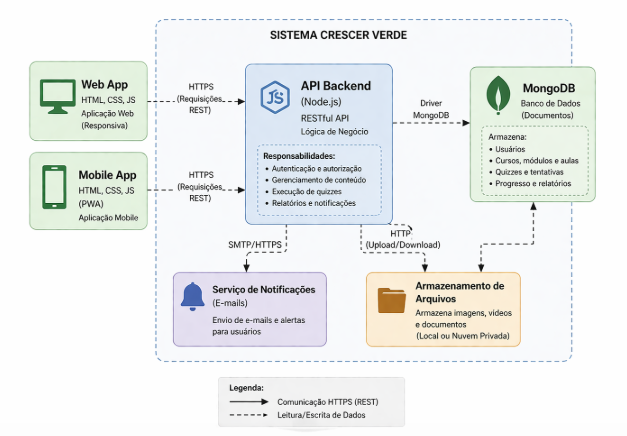 SISTEMA CRESCER VERDE
Web App
HTML, CSS, JS
Aplicação Web
(Responsiva)
HTTPS
(Requisições
REST)
Mobile App
HTML, CSS, JS
(PWA)
Aplicação Mobile
HTTPS
(Requisições
REST)
JS
API Backend
(Node.js)
RESTful API
Lógica de Negócio
Responsabilidades:
• Autenticação e autorização
• Gerenciamento de conteúdo
• Execução de quizzes
• Relatórios e notificações
Driver
MongoDB
MongoDB
Banco de Dados
(Documentos)
Armazena:
• Usuários
• Cursos, módulos e aulas
• Quizzes e tentativas
• Progresso e relatórios
SMTP/HTTPS
HTTP
(Upload/Download)
Serviço de Notificações
(E-mails)
Envio de e-mails e alertas
para usuários
Armazenamento de
Arquivos
Armazena imagens, videos
e documentos
(Local ou Nuvem Privada)
Legenda:
Comunicação HTTPS (REST)
Leitura/Escrita de Dados